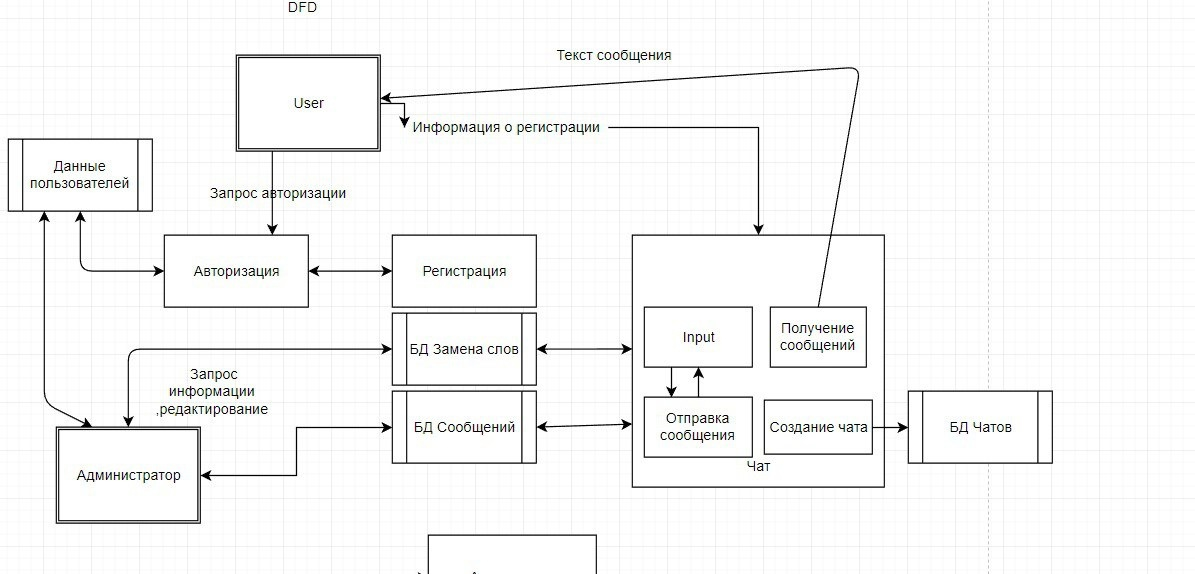 DFD
Текст сообщения
User
Информация о регистрации
Данные
пользователей
Запрос авторизации
Авторизация
Регистрация
Input
Получение
сообщений
БД Замена слов
Запрос
информации
,редактирование
Отправка
сообщения
Создание чата
БД Сообщений
БД Чатов
Чат
Администратор